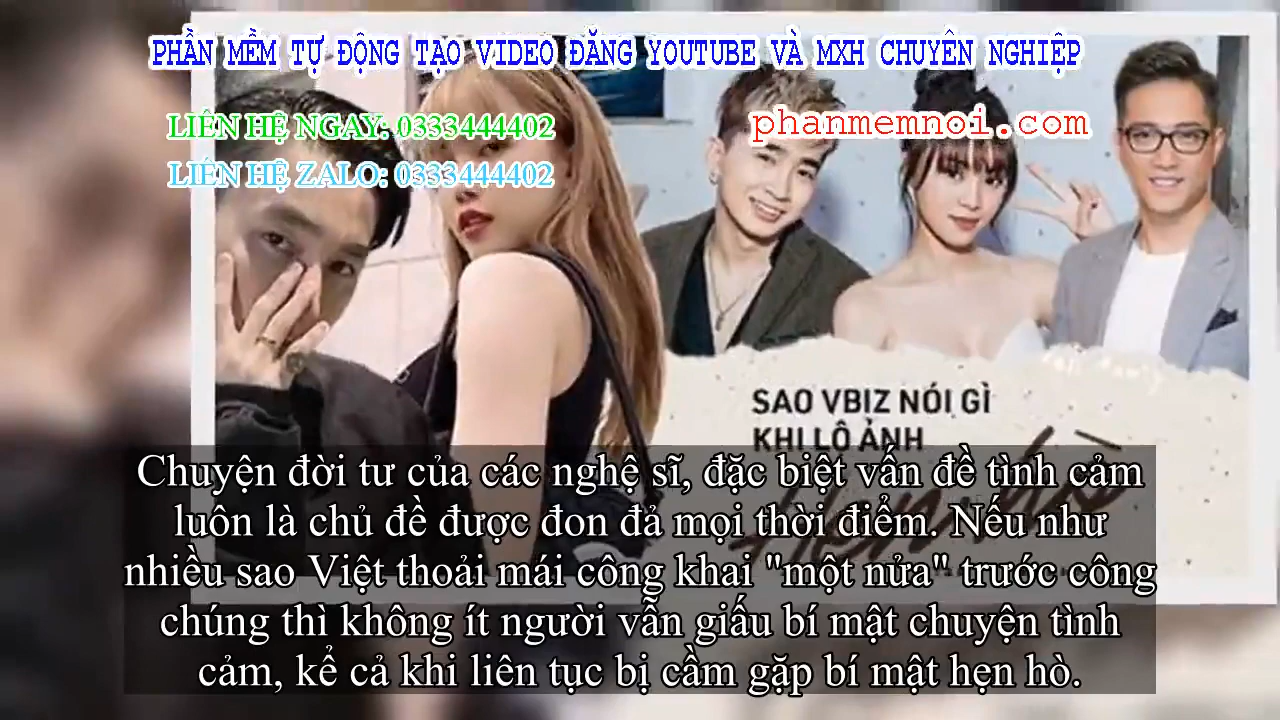 PHẦN MỀM TỰ ĐỘNG TẠO VIDEO ĐĂNG YOUTUBE VÀ MXH CHUYÊN NGHIỆP
LIÊN HỆ NGAY: 0333444402
phanmemnoi.com
LIÊN HỆ ZALO: 0333444402
SAO VBIZ NÓI GÌ
KHI LỘ ẢNH
Chuyện đời tư của các nghệ sĩ, đặc biệt vấn đề tình cảm
luôn là chủ đề được đon đả mọi thời điểm. Nếu như
nhiều sao Việt thoải mái công khai "một nửa" trước công
chúng thì không ít người vẫn giấu bí mật chuyện tình
cảm, kể cả khi liên tục bị cầm gặp bí mật hẹn hò.